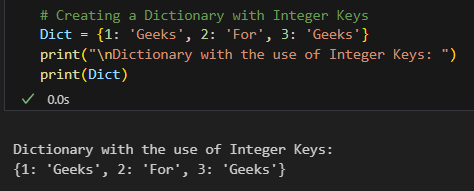 # Creating a Dictionary with Integer Keys
Dict = {1: 'Geeks', 2: 'For', 3: 'Geeks'}
print("\nDictionary with the use of Integer Keys: ")
print(Dict)
0.0s
Dictionary with the use of Integer Keys:
{1: 'Geeks', 2: 'For', 3: 'Geeks'}